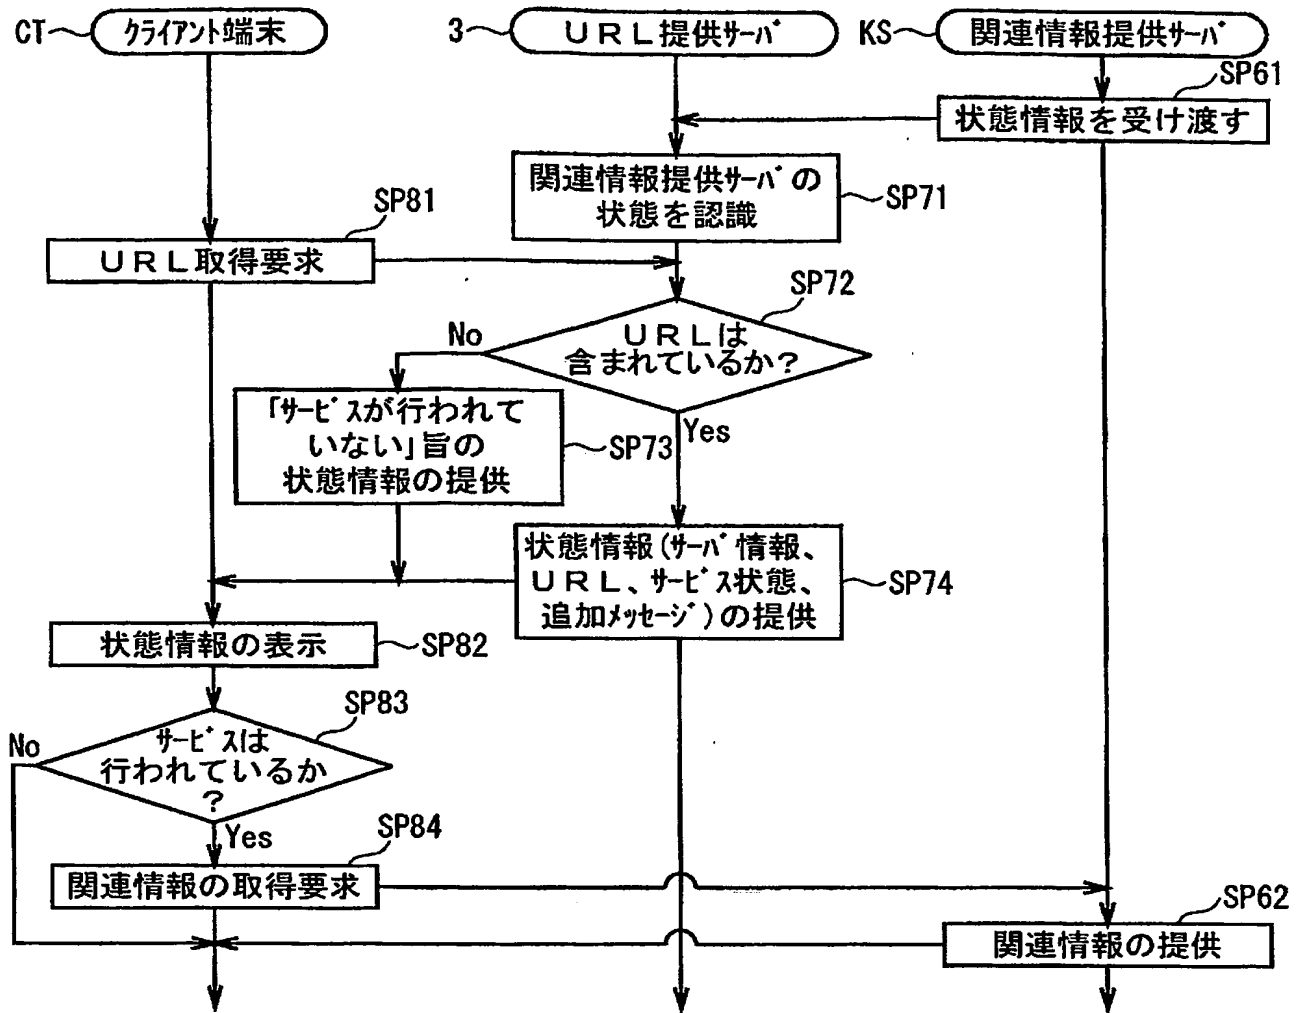 CT
クライアント端末
3
URL提供サーバ
KS
関連情報提供サーバ
SP61
状態情報を受け渡す
関連情報提供サーバの
状態を認識
SP71
SP81
URL取得要求
SP72
URLは
含まれているか?
No
Yes
「サービスが行われて
いない」旨の
状態情報の提供
SP73
状態情報(サーバ情報、
URL、サービス状態、
追加メッセージ)の提供
SP74
状態情報の表示
SP82
SP83
サービスは
行われているか
?
No
Yes
SP84
関連情報の取得要求
SP62
関連情報の提供